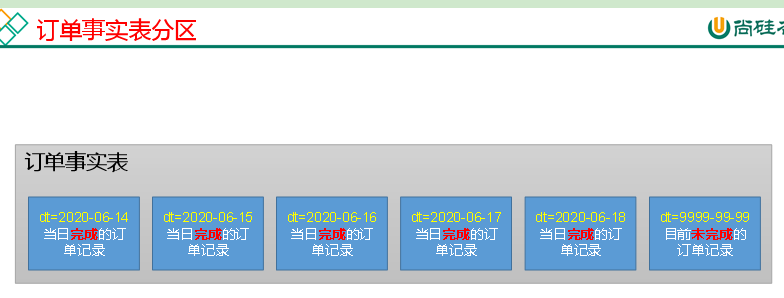 订单事实表分区
尚硅
订单事实表
dt=2020-06-14
当日完成的订
单记录
dt=2020-06-15
当日完成的订
单记录
dt=2020-06-16
当日完成的订
单记录
dt=2020-06-17
当日完成的订
单记录
dt=2020-06-18
当日完成的订
单记录
dt=9999-99-99
目前未完成的
订单记录